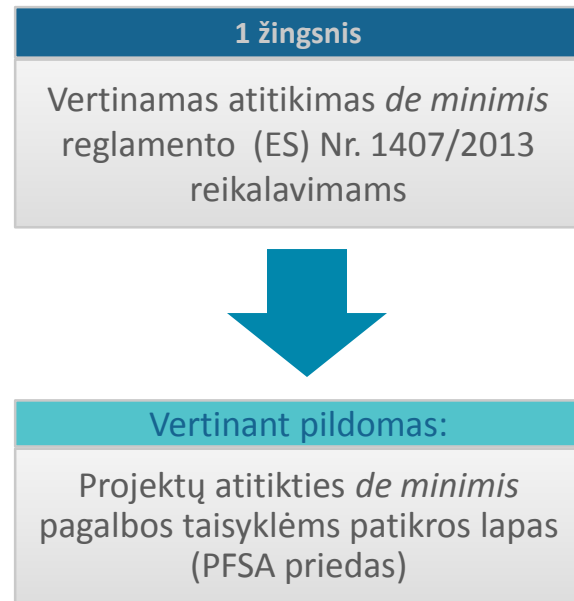 1 žingsnis
Vertinamas atitikimas de minimis
reglamento (ES) Nr. 1407/2013
reikalavimams
Vertinant pildomas:
Projektų atitikties de minimis
pagalbos taisyklėms patikros lapas
(PFSA priedas)